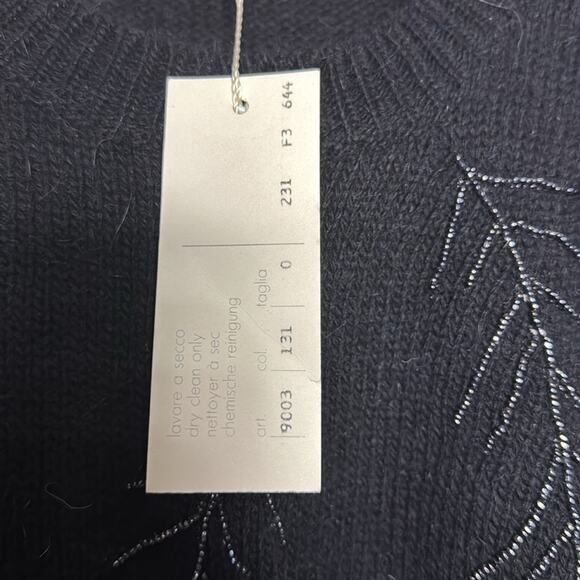 lavare a secco
dry clean only
nettoyer à sec
chemische reinigung
art. col. taglia
9003 131 0 231 F3 644